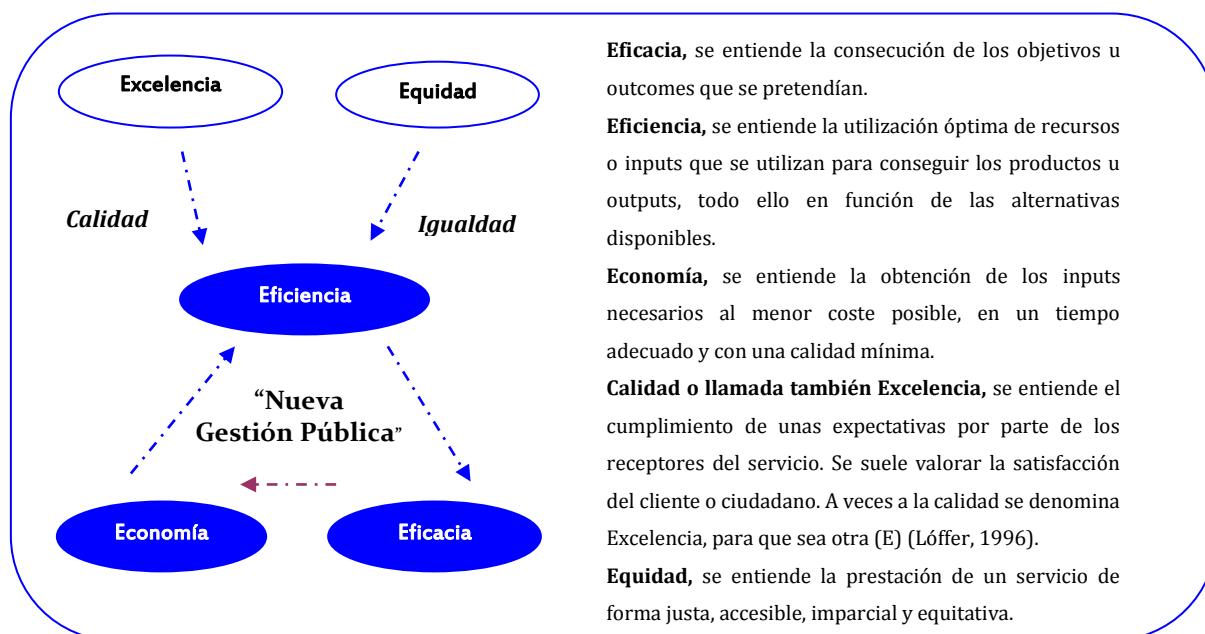 Excelencia
Equidad
Calidad
Igualdad
Eficiencia
“Nueva
Gestión Pública”
Economía
Eficacia
Eficacia, se entiende la consecución de los objetivos u
outcomes que se pretendían.
Eficiencia, se entiende la utilización óptima de recursos
o inputs que se utilizan para conseguir los productos u
outputs, todo ello en función de las alternativas
disponibles.
Economía, se entiende la obtención de los inputs
necesarios al menor coste posible, en un tiempo
adecuado y con una calidad mínima.
Calidad o llamada también Excelencia, se entiende el
cumplimiento de unas expectativas por parte de los
receptores del servicio. Se suele valorar la satisfacción
del cliente o ciudadano. A veces a la calidad se denomina
Excelencia, para que sea otra (E) (Lóffer, 1996).
Equidad, se entiende la prestación de un servicio de
forma justa, accesible, imparcial y equitativa.